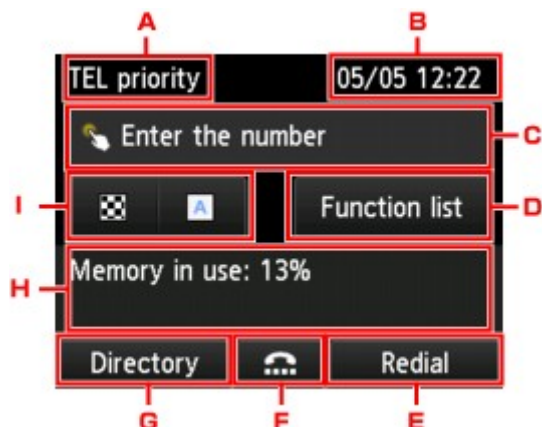 A B
TEL priority 05/05 12:22
Enter the number C
I A Function list D
H Memory in use: 13%
Directory Redial
G F E